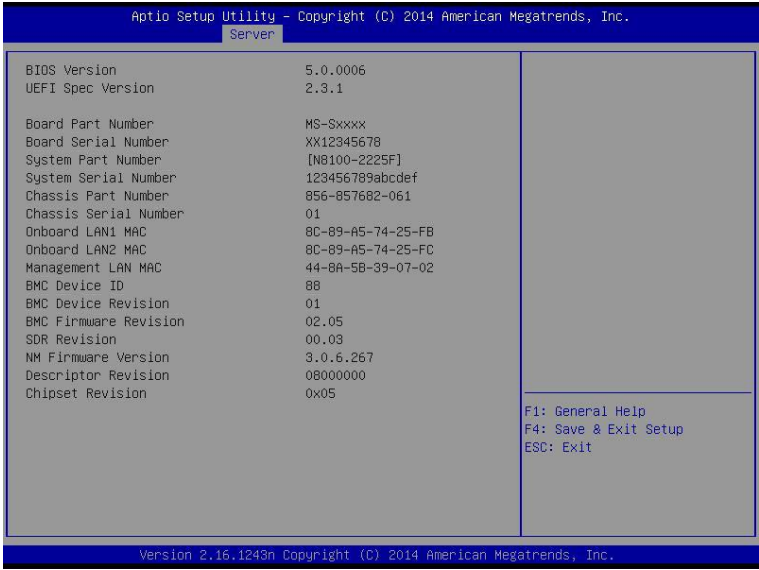 Aptio Setup Utility – Copyright (C) 2014 American Megatrends, Inc.
Server
BIOS Version 5.0.0006
UEFI Spec Version 2.3.1
Board Part Number MS-Sxxxx
Board Serial Number XX12345678
System Part Number [N8100-2225F]
System Serial Number 123456789abcdef
Chassis Part Number 856-857682-061
Chassis Serial Number 01
Onboard LAN1 MAC 8C-89-A5-74-25-FB
Onboard LAN2 MAC 8C-89-A5-74-25-FC
Management LAN MAC 44-8A-5B-39-07-02
BMC Device ID 88
BMC Device Revision 01
BMC Firmware Revision 02.05
SDR Revision 00.03
NM Firmware Version 3.0.6.267
Descriptor Revision 08000000
Chipset Revision 0x05
F1: General Help
F4: Save & Exit Setup
ESC: Exit
Version 2.16.1243n Copyright (C) 2014 American Megatrends, Inc.